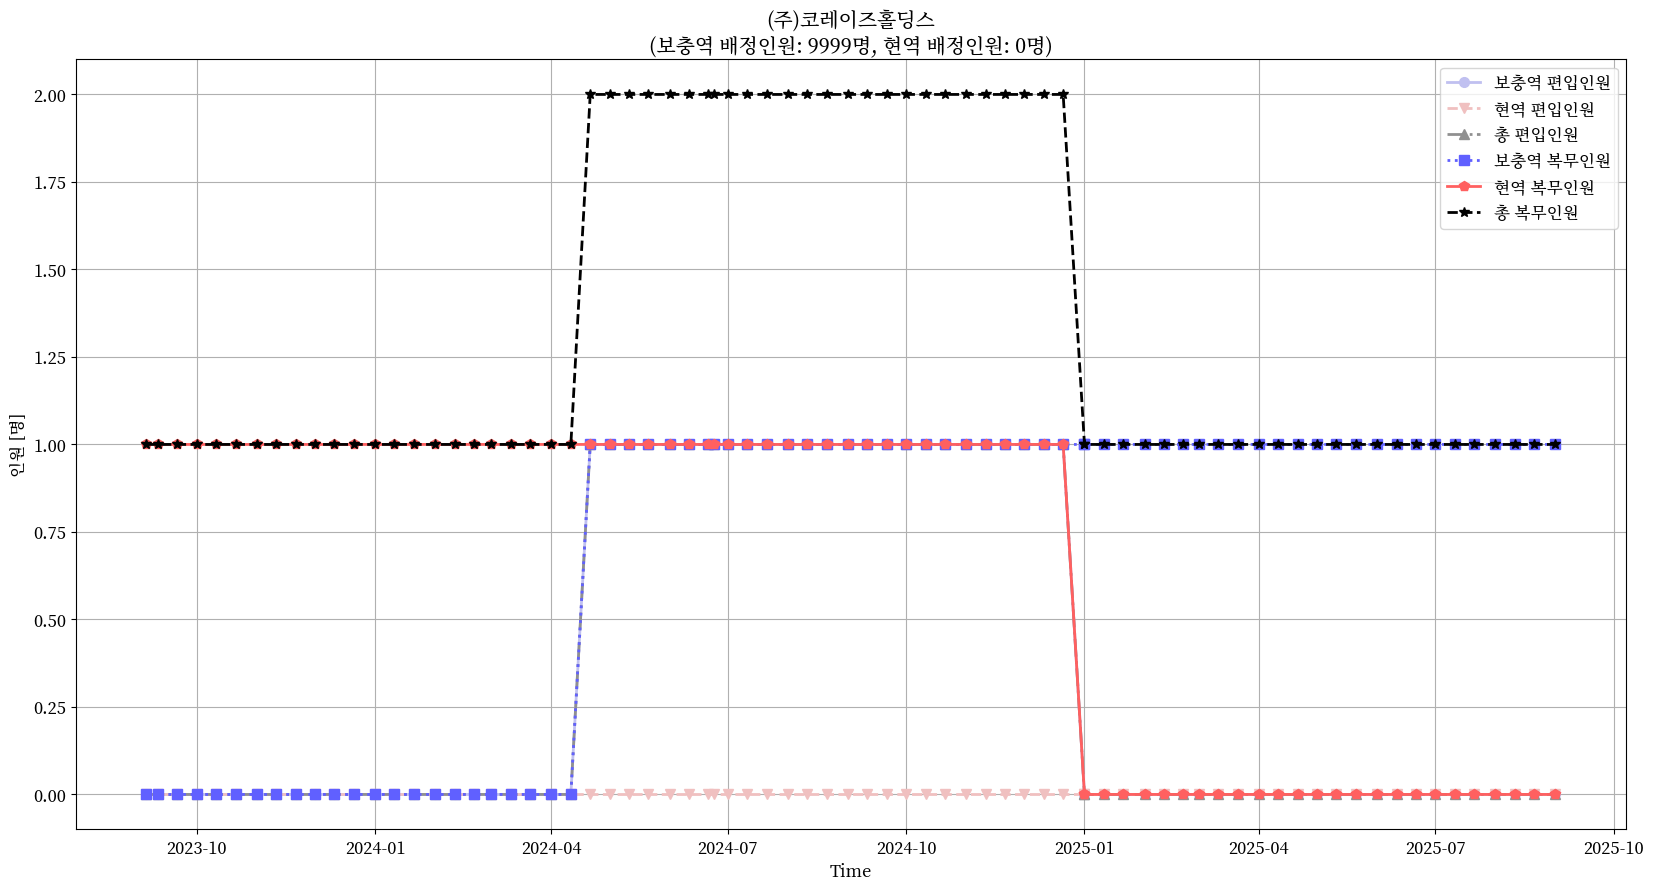 (주)코레이즈홀딩스
(보충역 배정인원: 9999명, 현역 배정인원: 0명)
보충역 편입인원
현역 편입인원
총 편입인원
보충역 복무인원
현역 복무인원
총 복무인원
인원 [명]
2.00
1.75
1.50
1.25
1.00
0.75
0.50
0.25
0.00
2023-10 2024-01 2024-04 2024-07 2024-10 2025-01 2025-04 2025-07 2025-10
Time